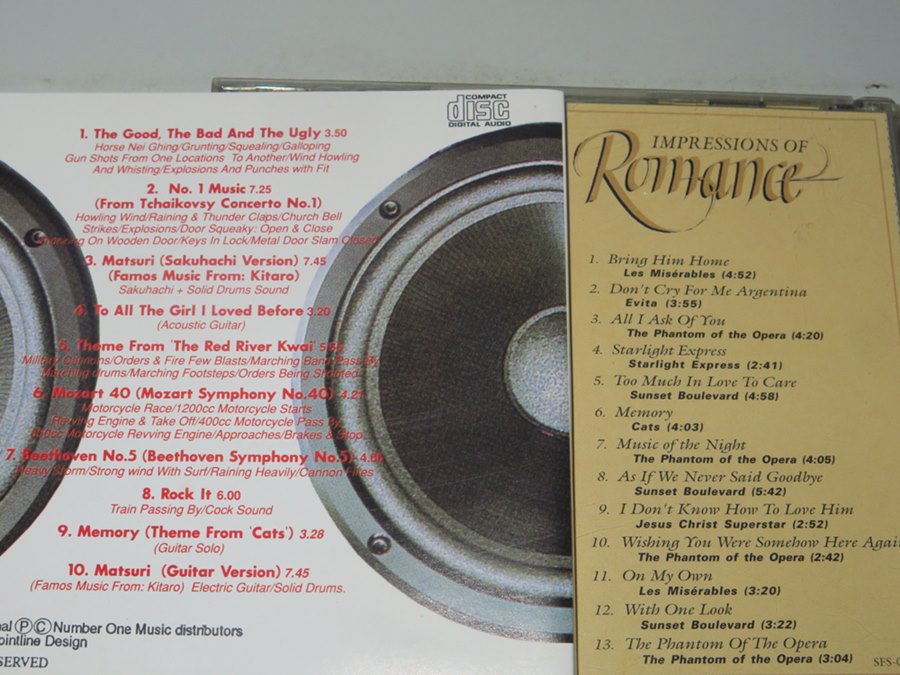 COMPACT
disc
DIGITAL AUDIO
1. The Good, The Bad And The Ugly 3.50
Horse Nei Ghing/Grunting/Squealing/Galloping
Gun Shots From One Locations To Another/Wind Howling
And Whisting/Explosions And Punches with Fit
2. No. 1 Music 7.25
(From Tchaikovsy Concerto No.1)
Howling Wind/Raining & Thunder Claps/Church Bell
Strikes/Explosions/Door Squeaky: Open & Close
On Wooden Door/Keys In Lock/Metal Door Slam Closed
3. Matsuri (Sakuhachi Version) 7.45
(Famos Music From: Kitaro)
Sakuhachi + Solid Drums Sound
4. To All The Girl I Loved Before 3.20
(Acoustic Guitar)
5. Theme From 'The Red River Kwai'
Military Cannons/Orders & Fire Few Blasts/Marching Band Pass By
Marching drums/Marching Footsteps/Orders Being Shouted
6. Mozart 40 (Mozart Symphony No.40) 4.21
Motorcycle Race/1200cc Motorcycle Starts
Revving Engine & Take Off/400cc Motorcycle Pass By
Motorcycle Revving Engine/Approaches/Brakes & Stop
7. Beethoven No.5 (Beethoven Symphony No.5)
Heavy Storm/Strong wind With Surf/Raining Heavily/Cannon Fires
8. Rock It 6.00
Train Passing By/Cock Sound
9. Memory (Theme From 'Cats') 3.28
(Guitar Solo)
10. Matsuri (Guitar Version) 7.45
(Famos Music From: Kitaro) Electric Guitar/Solid Drums.
nal ⓅⒸ Number One Music distributors
ointline Design
SERVED
IMPRESSIONS OF
Romance
1. Bring Him Home
Les Misérables (4:52)
2. Don't Cry For Me Argentina
Evita (3:55)
3. All I Ask Of You
The Phantom of the Opera (4:20)
4. Starlight Express
Starlight Express (2:41)
5. Too Much In Love To Care
Sunset Boulevard (4:58)
6. Memory
Cats (4:03)
7. Music of the Night
The Phantom of the Opera (4:05)
8. As If We Never Said Goodbye
Sunset Boulevard (5:42)
9. I Don't Know How To Love Him
Jesus Christ Superstar (2:52)
10. Wishing You Were Somehow Here Again
The Phantom of the Opera (2:42)
11. On My Own
Les Misérables (3:20)
12. With One Look
Sunset Boulevard (3:22)
13. The Phantom Of The Opera
The Phantom of the Opera (3:04)
SFS-